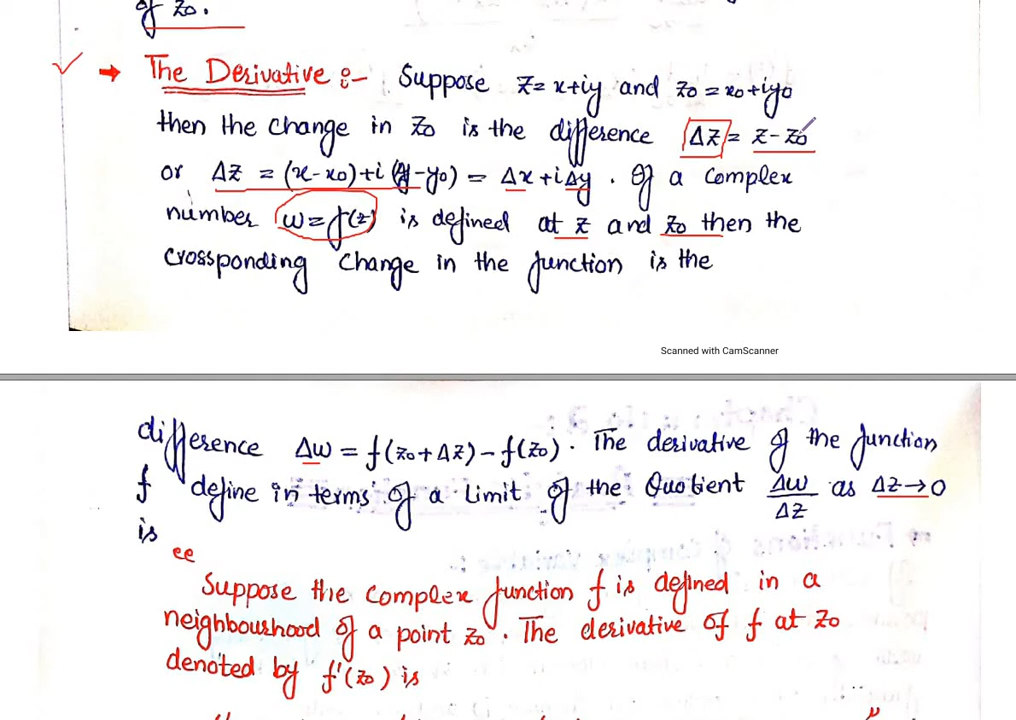 of z₀.
→ The Derivative :- Suppose z = x+iy and z₀ = x₀+iy₀
then the change in z₀ is the difference Δz = z-z₀
or Δz = (x-x₀)+i(y-y₀) = Δx+iΔy. If a complex
number w=f(z) is defined at z and z₀ then the
crossponding change in the function is the
Scanned with CamScanner
difference Δw = f(z₀+Δz)-f(z₀). The derivative of the function
f define in terms of a limit of the Quotient Δw/Δz as Δz→0
is
"
Suppose the complex function f is defined in a
neighbourhood of a point z₀. The derivative of f at z₀
denoted by f'(z₀) is